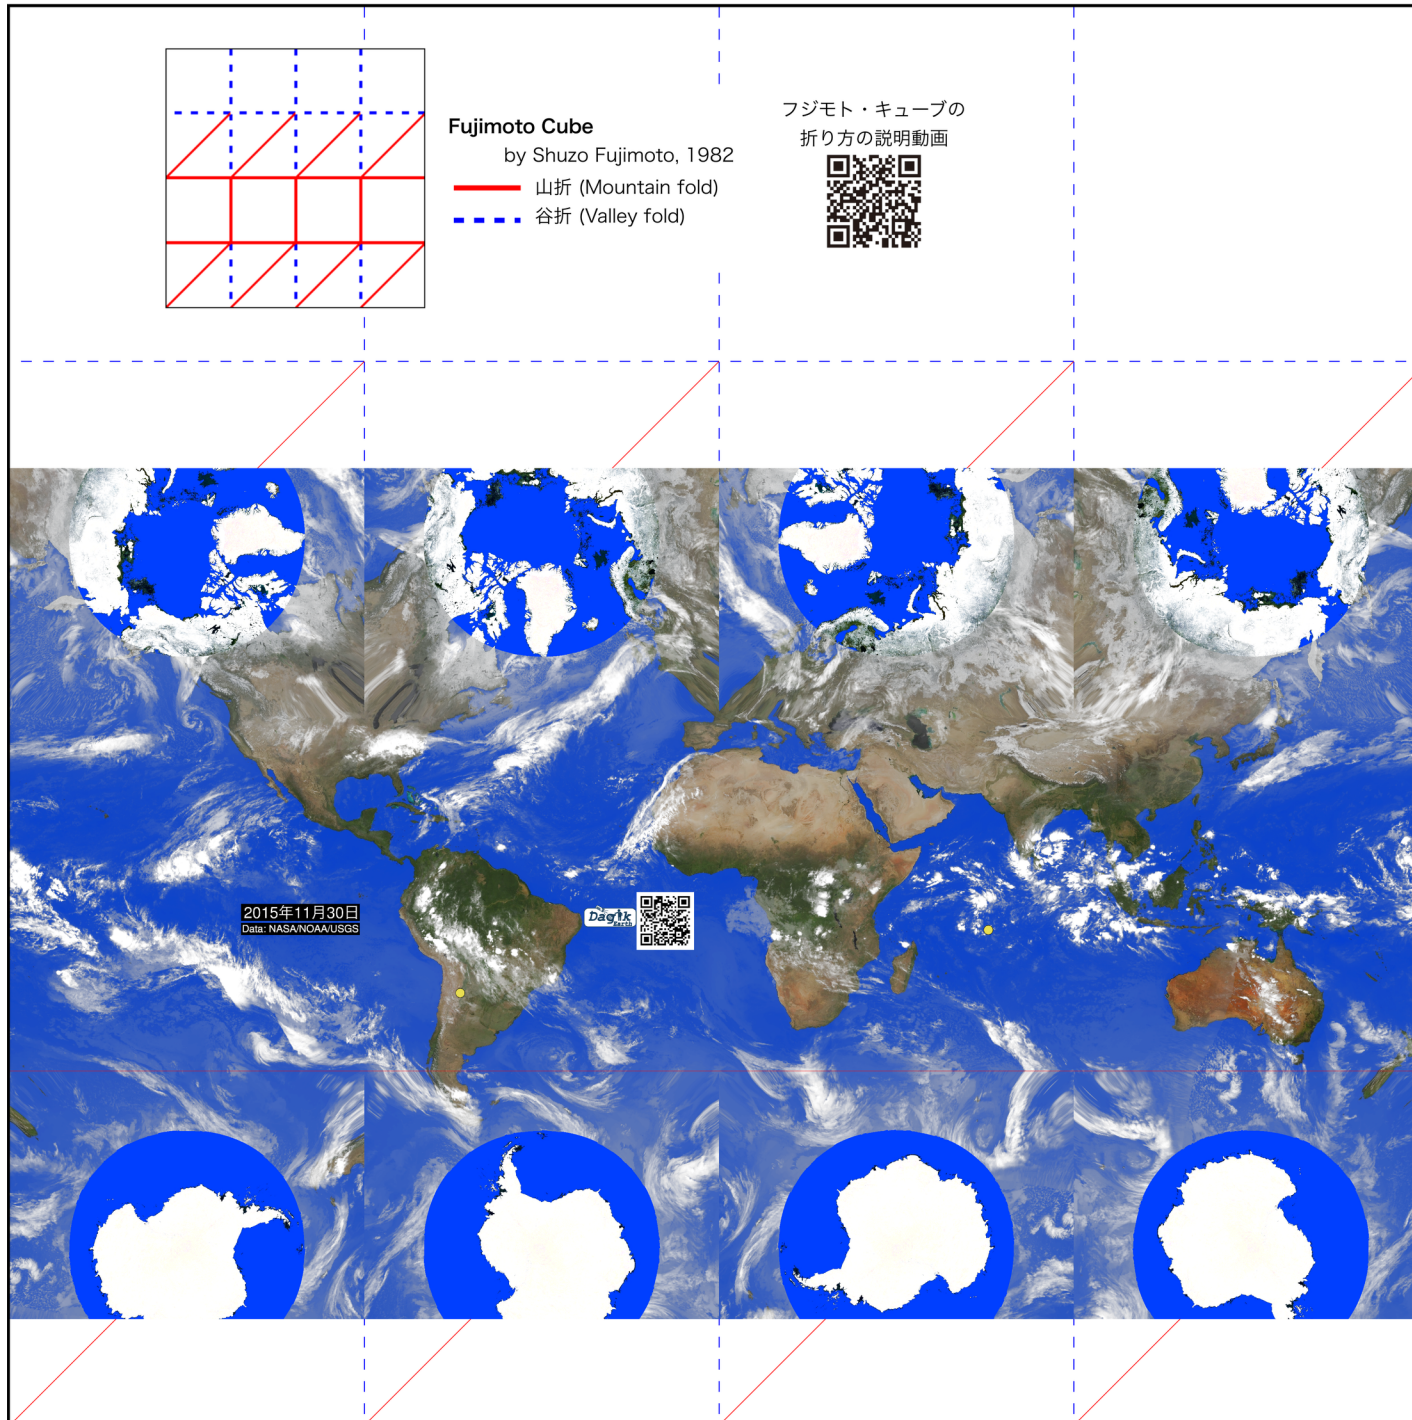 Fujimoto Cube
by Shuzo Fujimoto, 1982
山折 (Mountain fold)
谷折 (Valley fold)
フジモト・キューブの
折り方の説明動画
2015年11月30日
Data: NASA/NOAA/USGS
Dagik
Earth